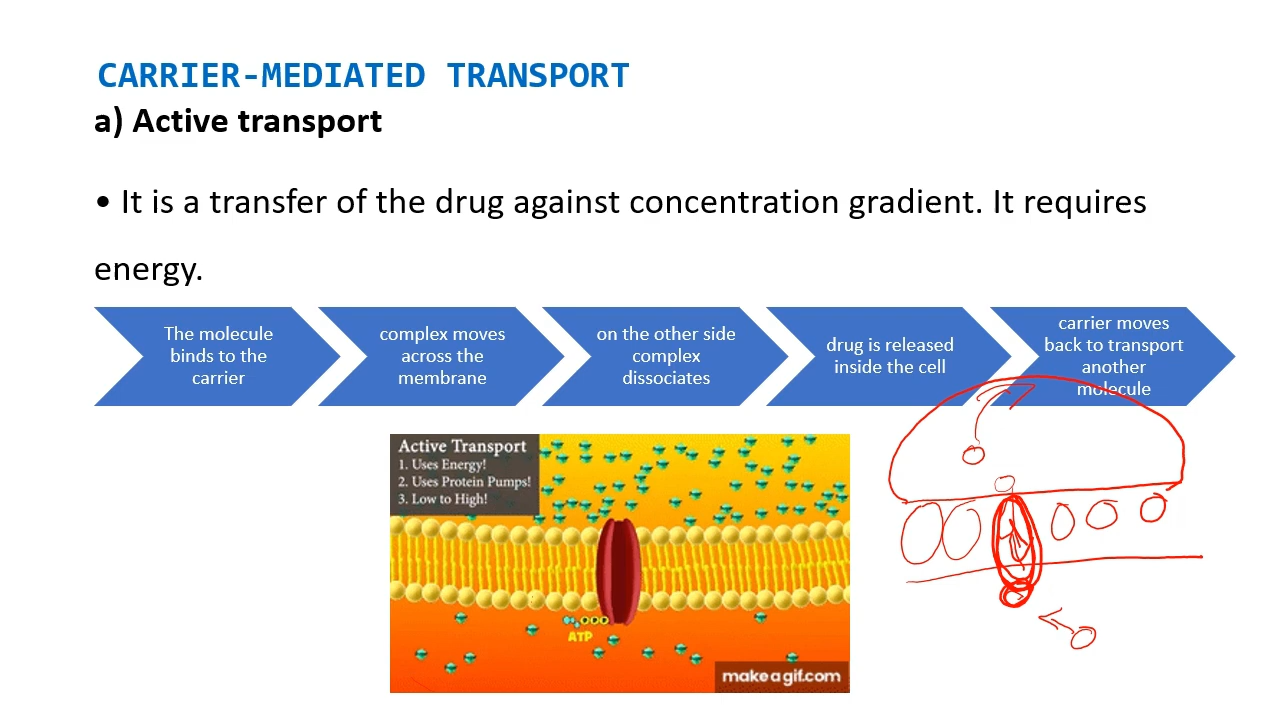 CARRIER-MEDIATED TRANSPORT
a) Active transport
• It is a transfer of the drug against concentration gradient. It requires
energy.
The molecule
binds to the
carrier
complex moves
across the
membrane
on the other side
complex
dissociates
drug is released
inside the cell
carrier moves
back to transport
another
molecule
Active Transport
1. Uses Energy!
2. Uses Protein Pumps!
3. Low to High!
ATP
makeagif.com